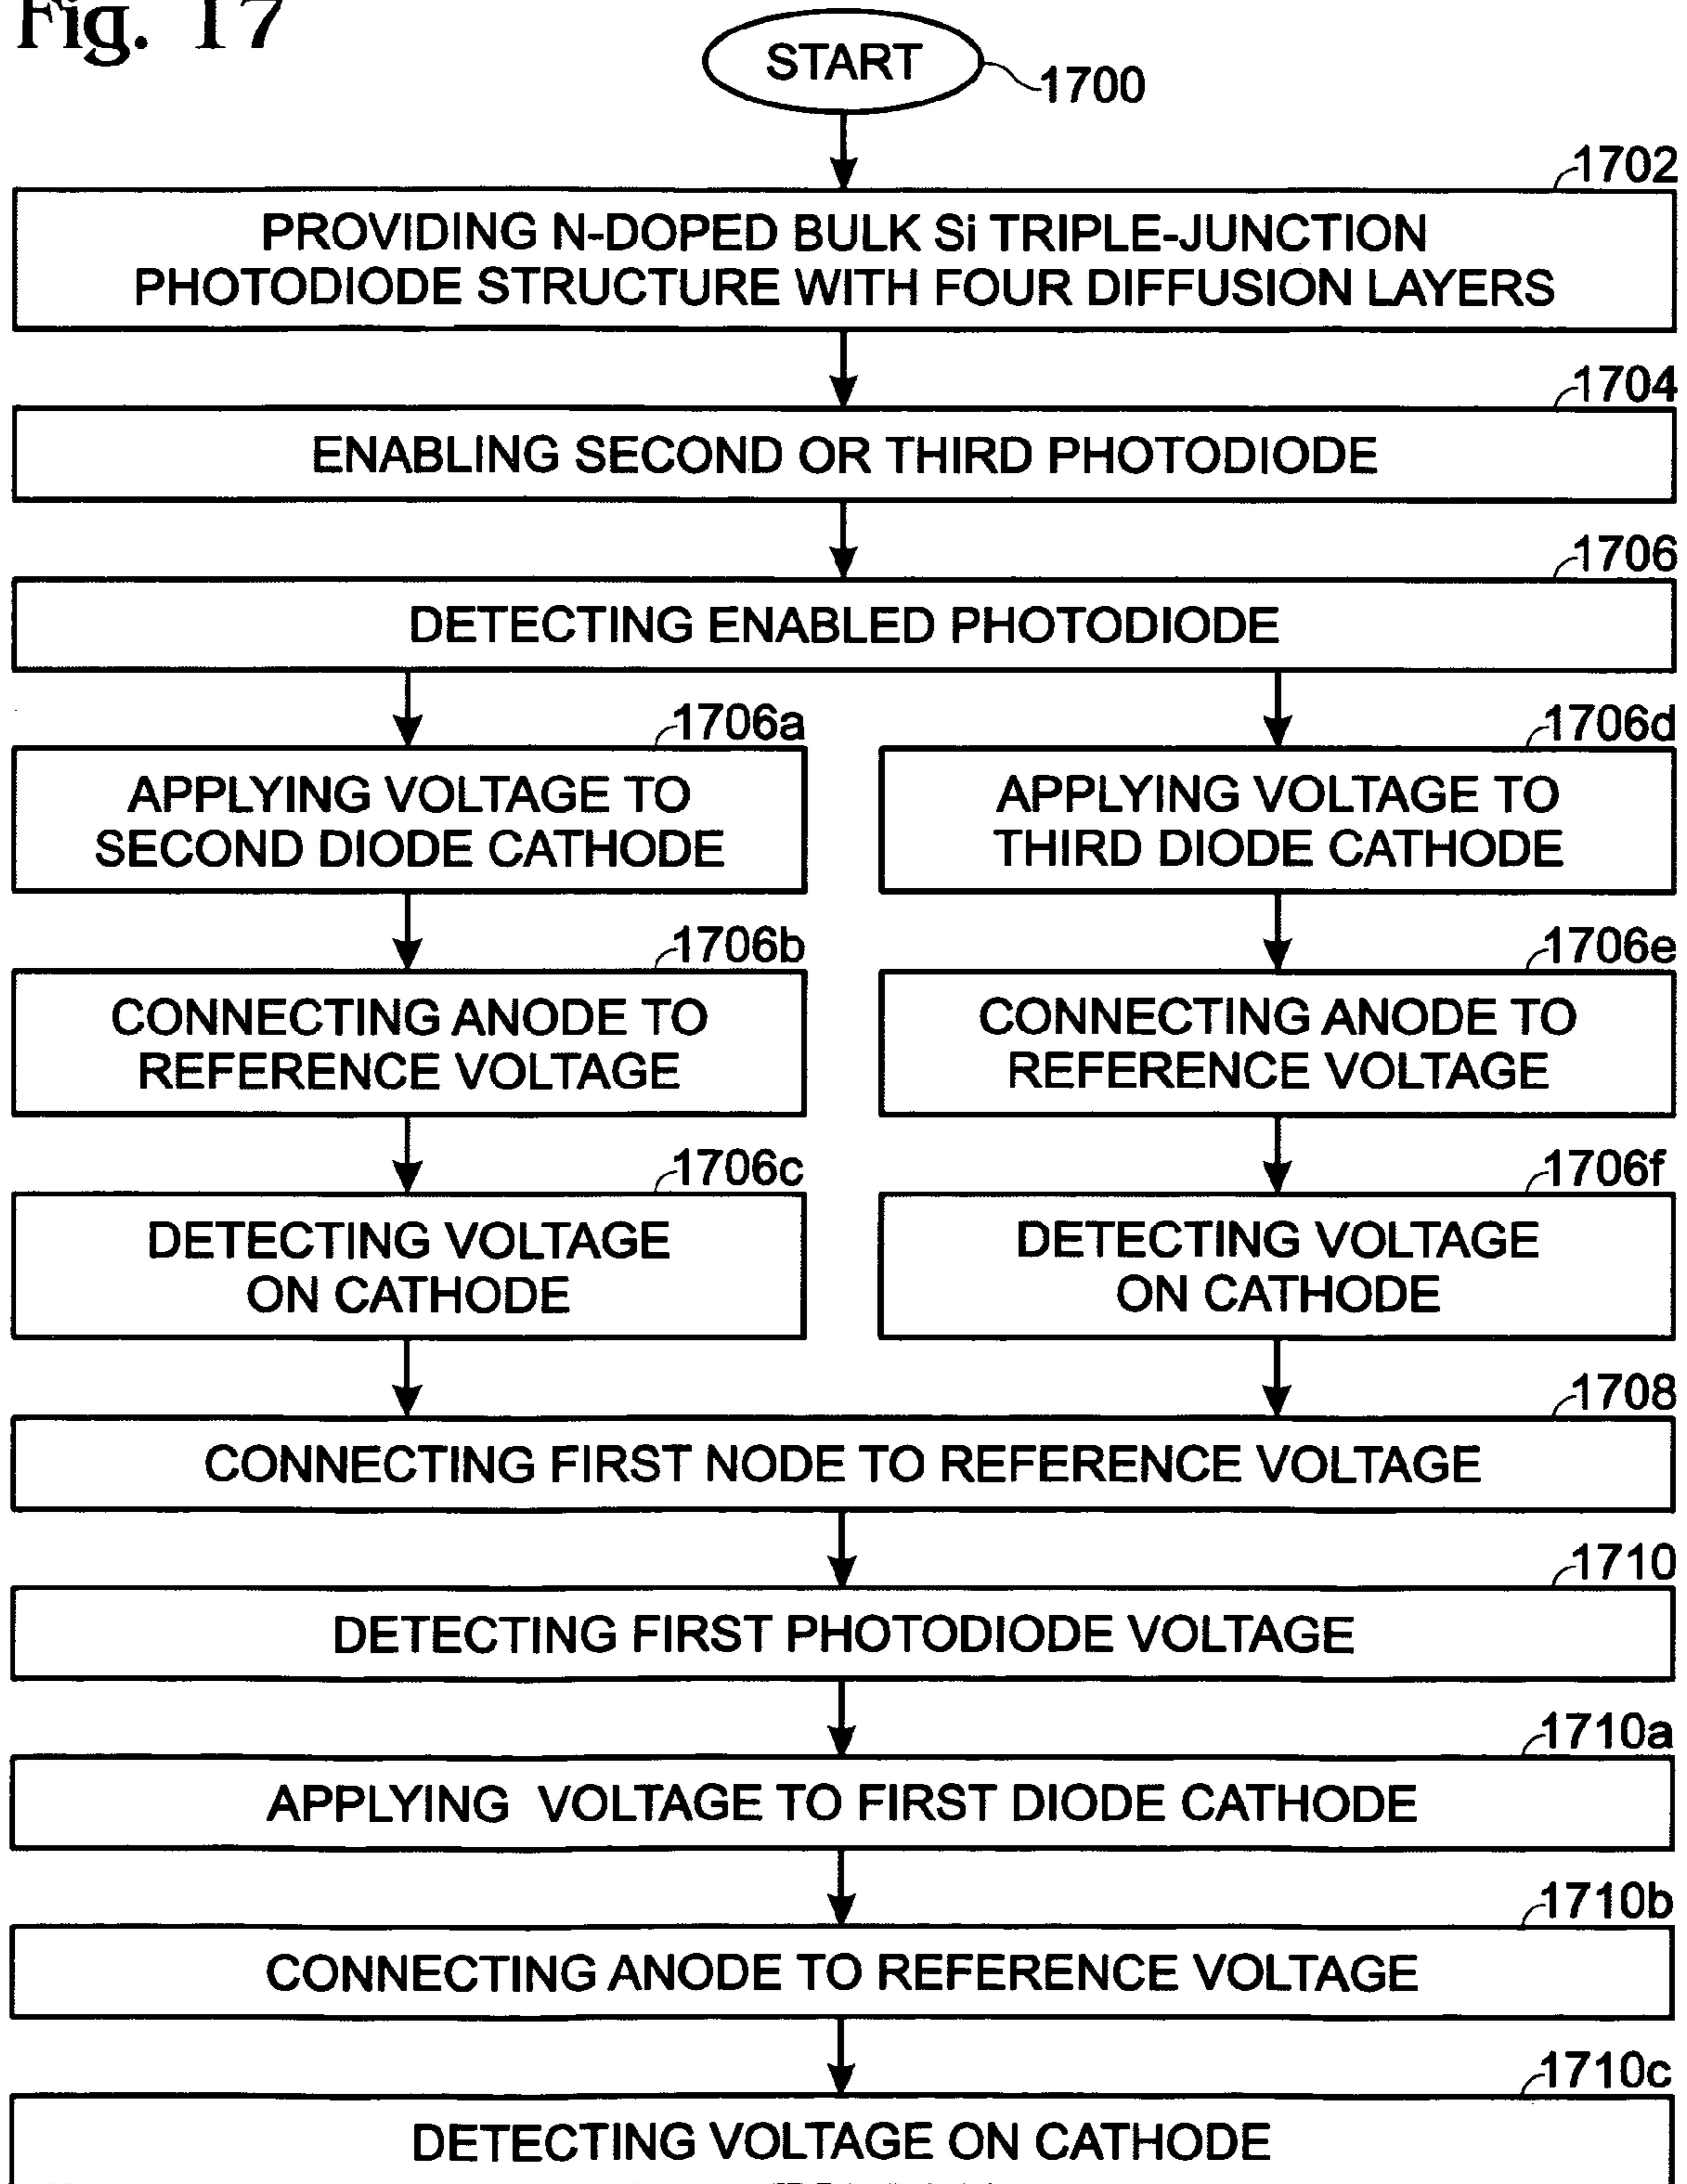 Fig. 17
START
1700
1702
PROVIDING N-DOPED BULK Si TRIPLE-JUNCTION
PHOTODIODE STRUCTURE WITH FOUR DIFFUSION LAYERS
1704
ENABLING SECOND OR THIRD PHOTODIODE
1706
DETECTING ENABLED PHOTODIODE
1706a
APPLYING VOLTAGE TO
SECOND DIODE CATHODE
1706b
CONNECTING ANODE TO
REFERENCE VOLTAGE
1706c
DETECTING VOLTAGE
ON CATHODE
1706d
APPLYING VOLTAGE TO
THIRD DIODE CATHODE
1706e
CONNECTING ANODE TO
REFERENCE VOLTAGE
1706f
DETECTING VOLTAGE
ON CATHODE
1708
CONNECTING FIRST NODE TO REFERENCE VOLTAGE
1710
DETECTING FIRST PHOTODIODE VOLTAGE
1710a
APPLYING VOLTAGE TO FIRST DIODE CATHODE
1710b
CONNECTING ANODE TO REFERENCE VOLTAGE
1710c
DETECTING VOLTAGE ON CATHODE